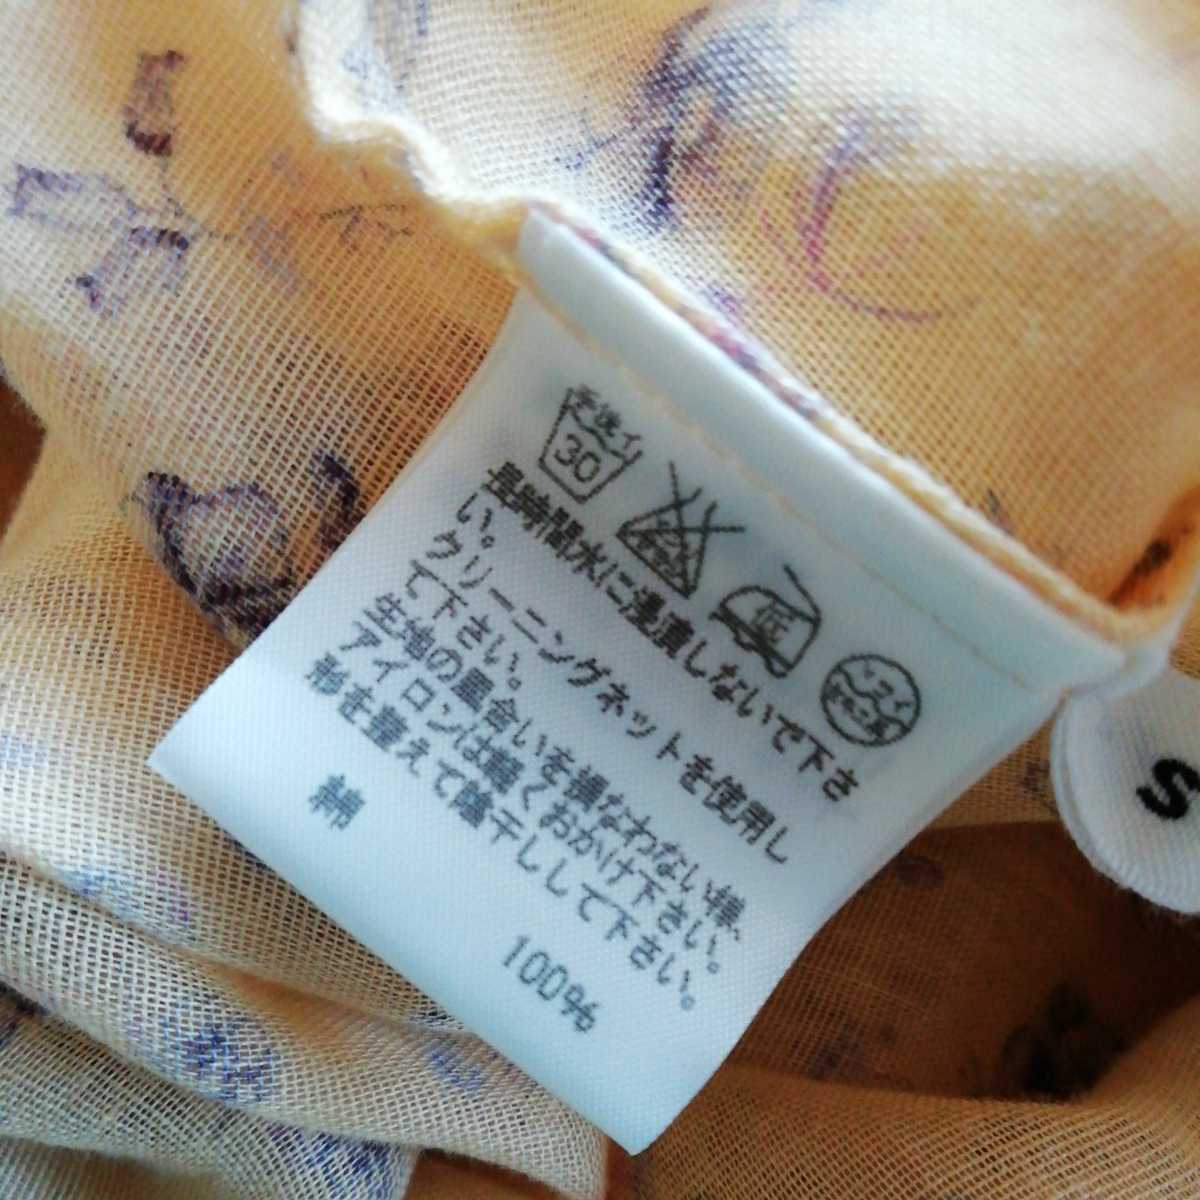 手洗イ
30
低
長時間水に浸漬しないで下さ
い。
クリーニングネットを使用し
て下さい。
生地の風合いを損なわない様、
アイロンは軽くおかけ下さい。
形を整えて陰干しして下さい。
綿 100%
S